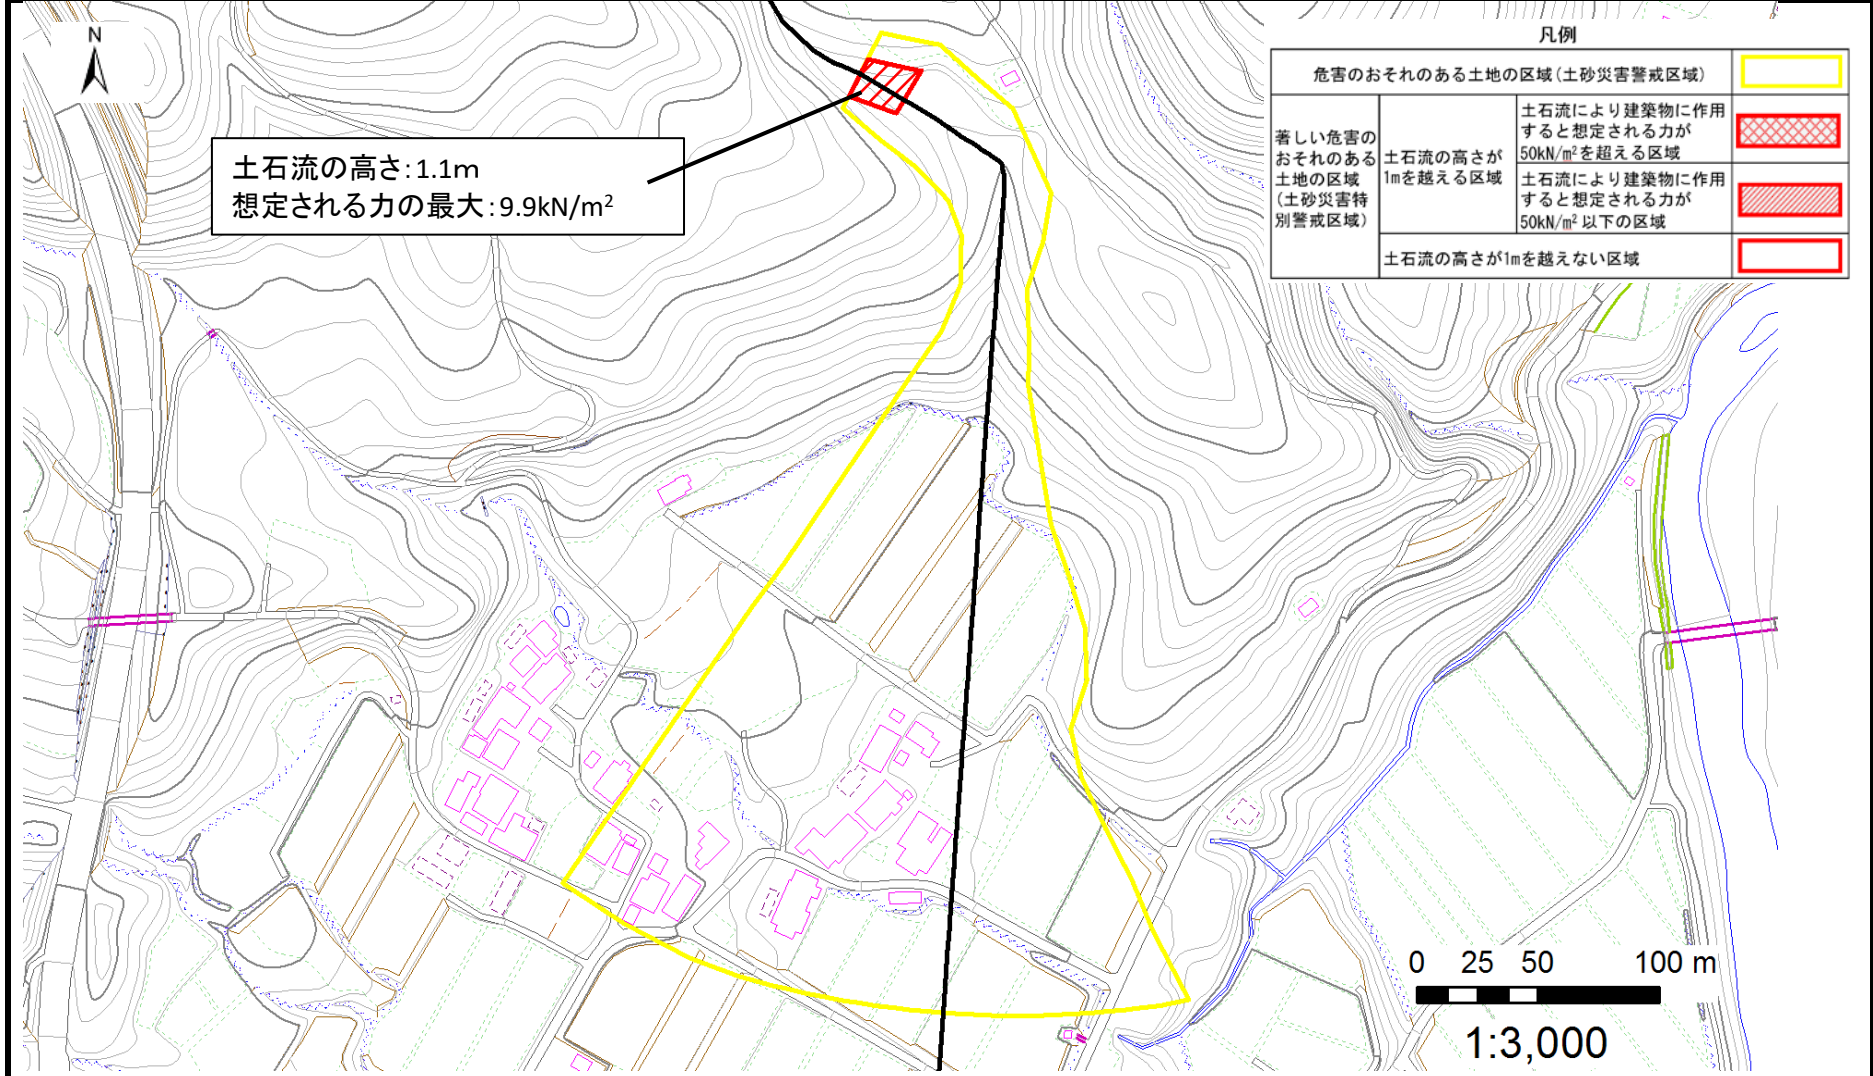 N
土石流の高さ:1.1m
想定される力の最大:9.9kN/m²
凡例
危害のおそれのある土地の区域(土砂災害警戒区域)
著しい危害の
おそれのある
土地の区域
(土砂災害特
別警戒区域)
土石流の高さが
1mを越える区域
土石流により建築物に作用
すると想定される力が
50kN/m²を超える区域
土石流により建築物に作用
すると想定される力が
50kN/m²以下の区域
土石流の高さが1mを越えない区域
0 25 50 100 m
1:3,000